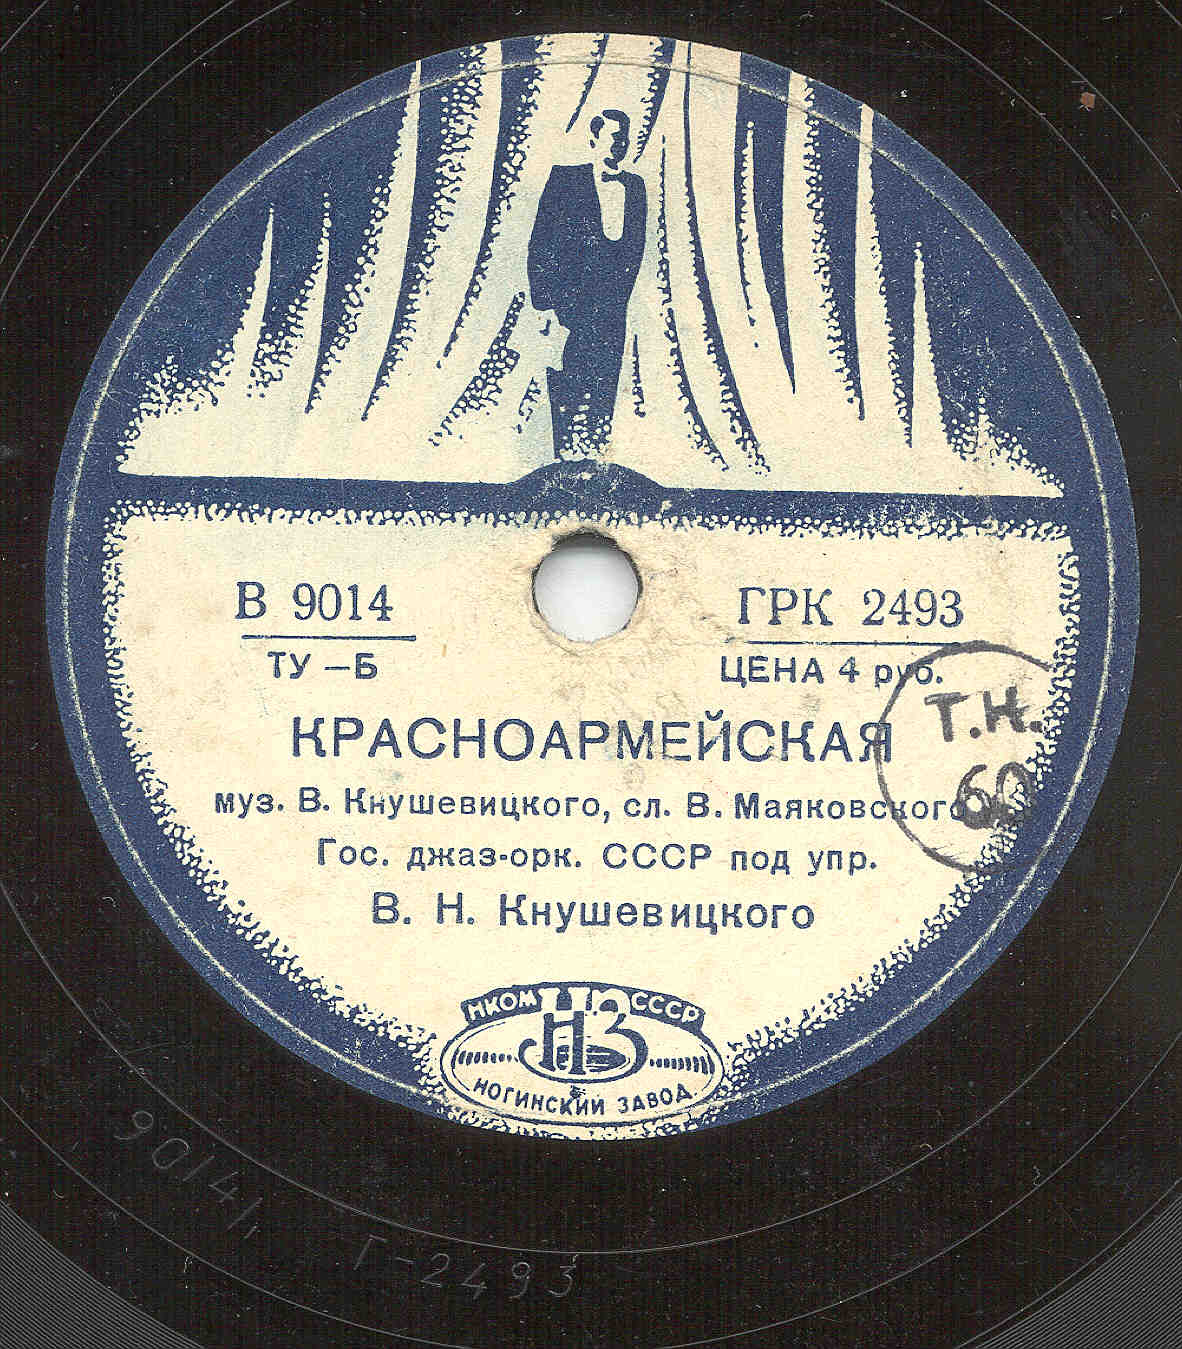 В 9014 ГРК 2493
ТУ–Б ЦЕНА 4 руб.
КРАСНОАРМЕЙСКАЯ
Т.Н.
муз. В. Кнушевицкого, сл. В. Маяковского
60
Гос. джаз-орк. СССР под упр.
В. Н. Кнушевицкого
НКОМ НЗ СССР
НОГИНСКИЙ ЗАВОД.
9014/1
Г-2493